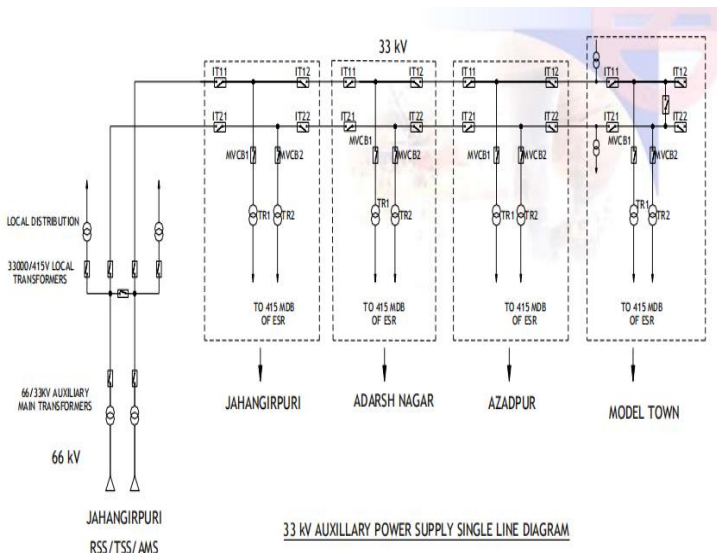 33 kV
IT11 IT12 IT11 IT12 IT11 IT12 IT11 IT12
IT21 IT22 IT21 IT22 IT21 IT22 IT21 IT22
MVCB1 MVCB2 MVCB1 MVCB2 MVCB1 MVCB2 MVCB1 MVCB2
TR1 TR2 TR1 TR2 TR1 TR2 TR1 TR2
LOCAL DISTRIBUTION
33000/415V LOCAL
TRANSFORMERS
TO 415 MDB
OF ESR
TO 415 MDB
OF ESR
TO 415 MDB
OF ESR
TO 415 MDB
OF ESR
66/33KV AUXILIARY
MAIN TRANSFORMERS
JAHANGIRPURI
ADARSH NAGAR
AZADPUR
MODEL TOWN
66 kV
JAHANGIRPURI
RSS/TSS/AMS
33 kV AUXILLARY POWER SUPPLY SINGLE LINE DIAGRAM